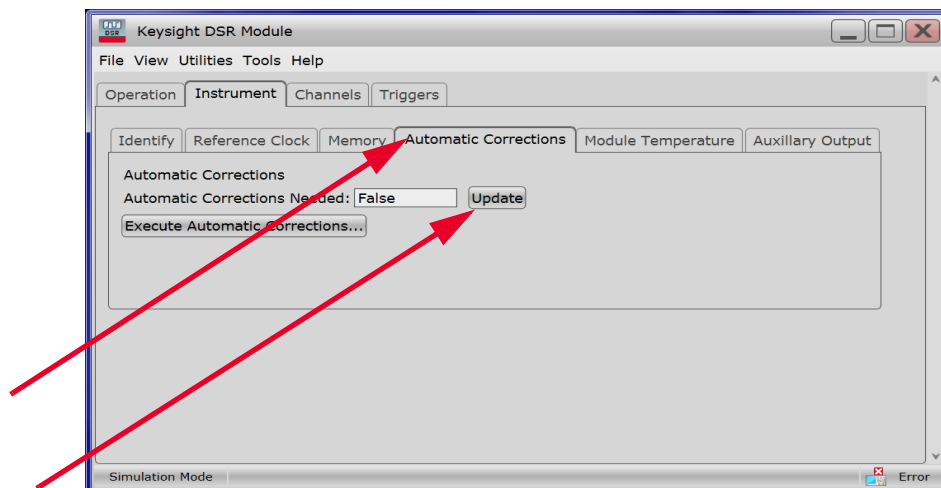 DSR Keysight DSR Module
File View Utilities Tools Help
Operation Instrument Channels Triggers
Identify Reference Clock Memory Automatic Corrections Module Temperature Auxillary Output
Automatic Corrections
Automatic Corrections Needed: False Update
Execute Automatic Corrections...
Simulation Mode Error